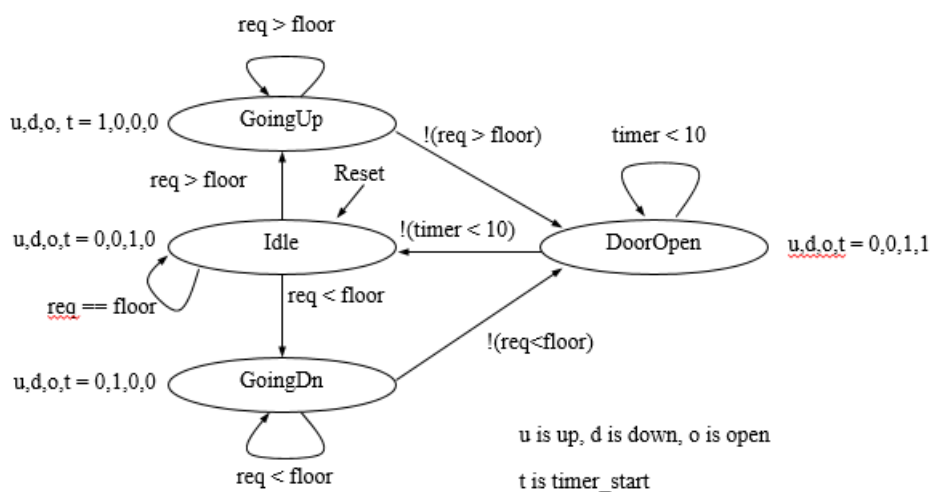 req > floor
u,d,o, t = 1,0,0,0
GoingUp
!(req > floor)
timer < 10
req > floor
Reset
u,d,o,t = 0,0,1,0
Idle
!(timer < 10)
DoorOpen
u,d,o,t = 0,0,1,1
req == floor
req < floor
!(req<floor)
u,d,o,t = 0,1,0,0
GoingDn
u is up, d is down, o is open
req < floor
t is timer_start